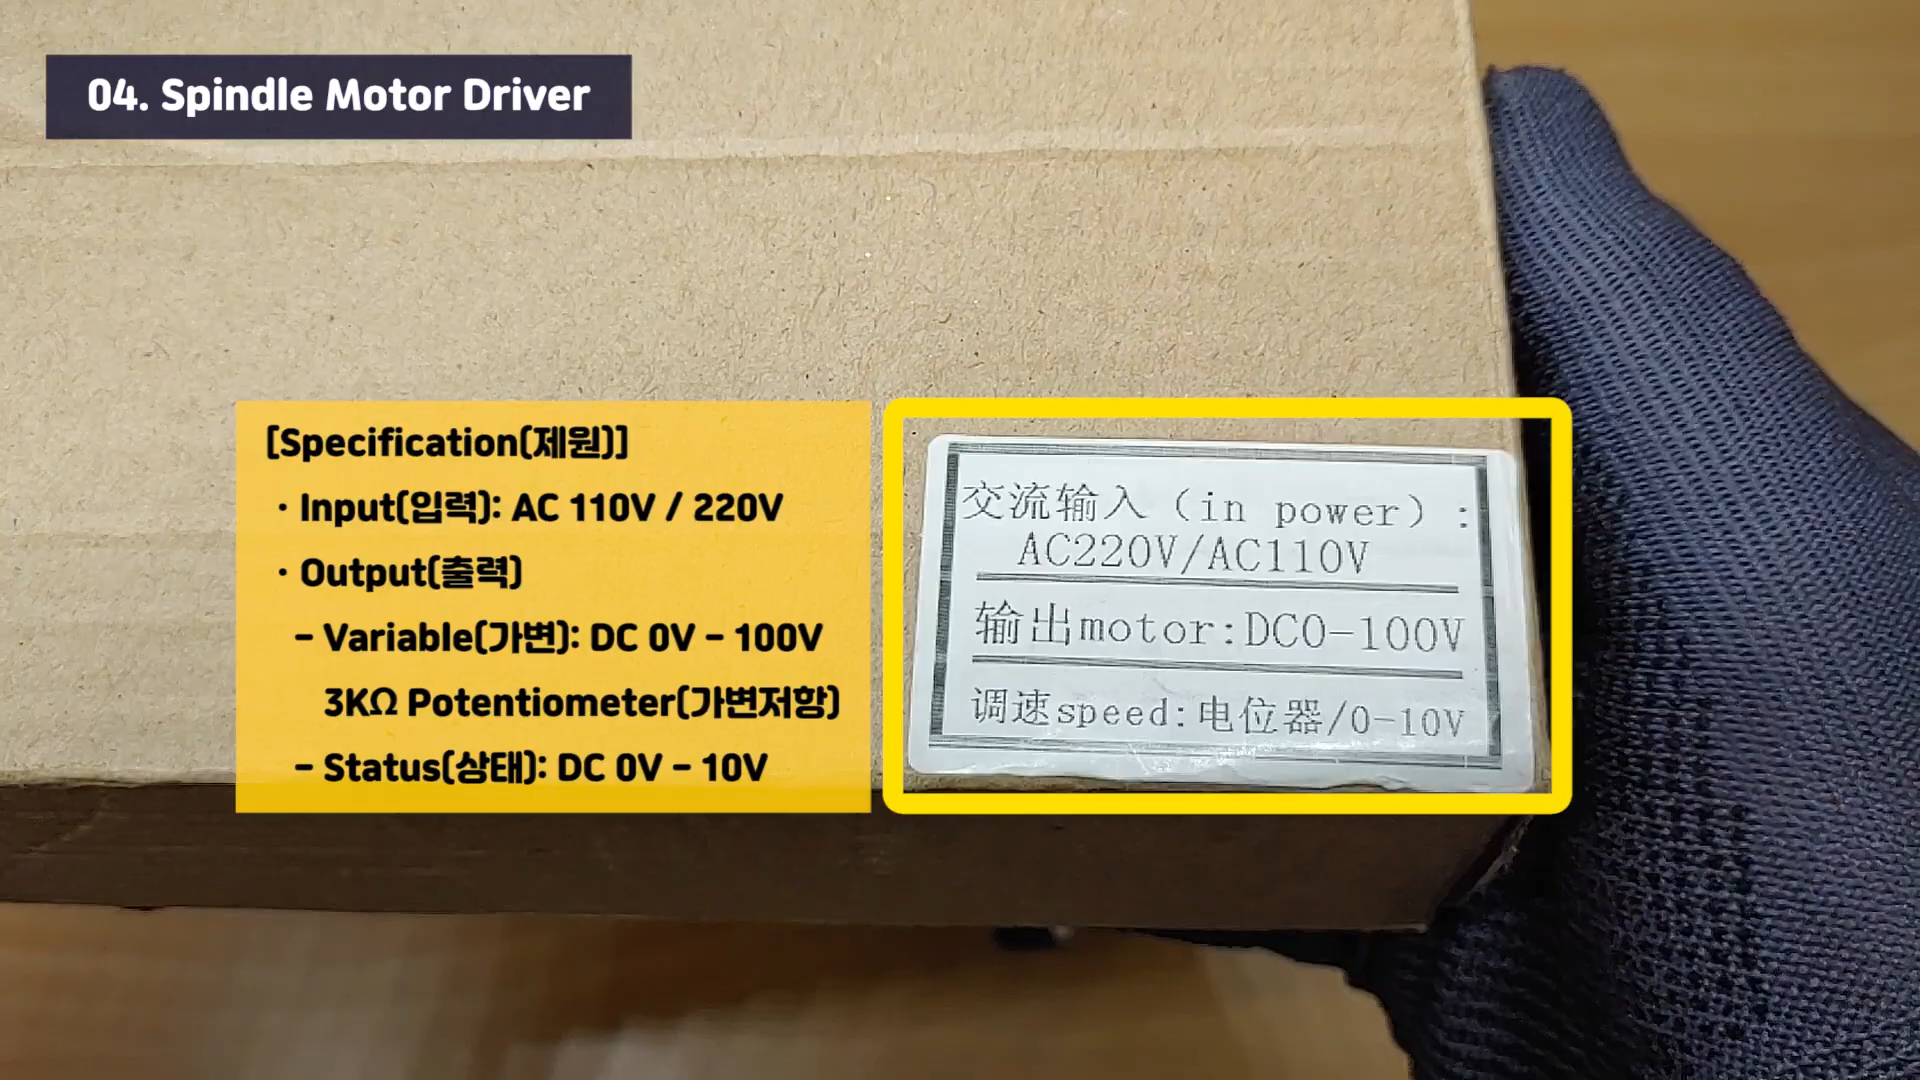 04. Spindle Motor Driver
[Specification(제원)]
· Input(입력): AC 110V / 220V
· Output(출력)
- Variable(가변): DC 0V - 100V
3KΩ Potentiometer(가변저항)
- Status(상태): DC 0V - 10V
交流输入（in power）:
AC220V/AC110V
输出motor:DC0-100V
调速speed:电位器/0-10V